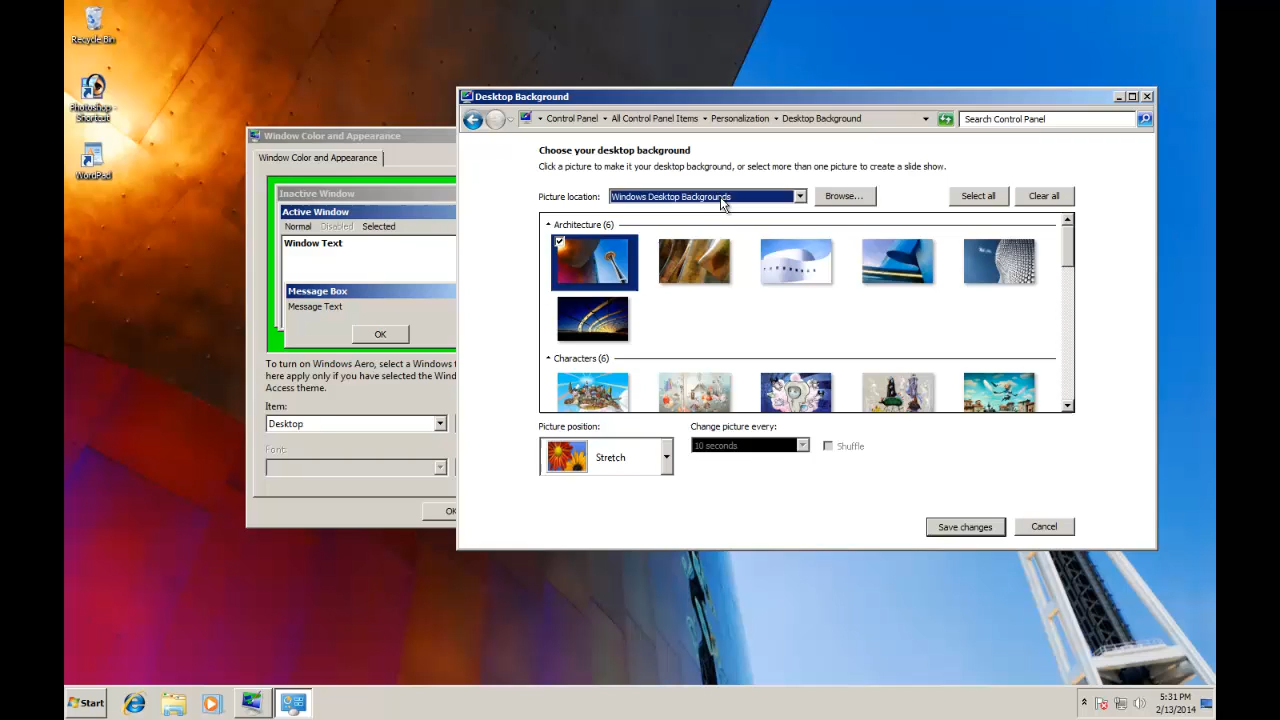 Recycle Bin
Photoshop -
Shortcut
WordPad
Window Color and Appearance
Window Color and Appearance
Inactive Window
Active Window
Normal Disabled Selected
Window Text
Message Box
Message Text
OK
To turn on Windows Aero, select a Windows
here apply only if you have selected the Wind
Access theme.
Item:
Desktop
Font:
Desktop Background
Control Panel
All Control Panel Items
Personalization
Desktop Background
Search Control Panel
Choose your desktop background
Click a picture to make it your desktop background, or select more than one picture to create a slide show.
Picture location:
Windows Desktop Backgrounds
Browse...
Select all
Clear all
Architecture (6)
Characters (6)
Picture position:
Stretch
Change picture every:
10 seconds
Shuffle
Save changes
Cancel
Start
5:31 PM
2/13/2014